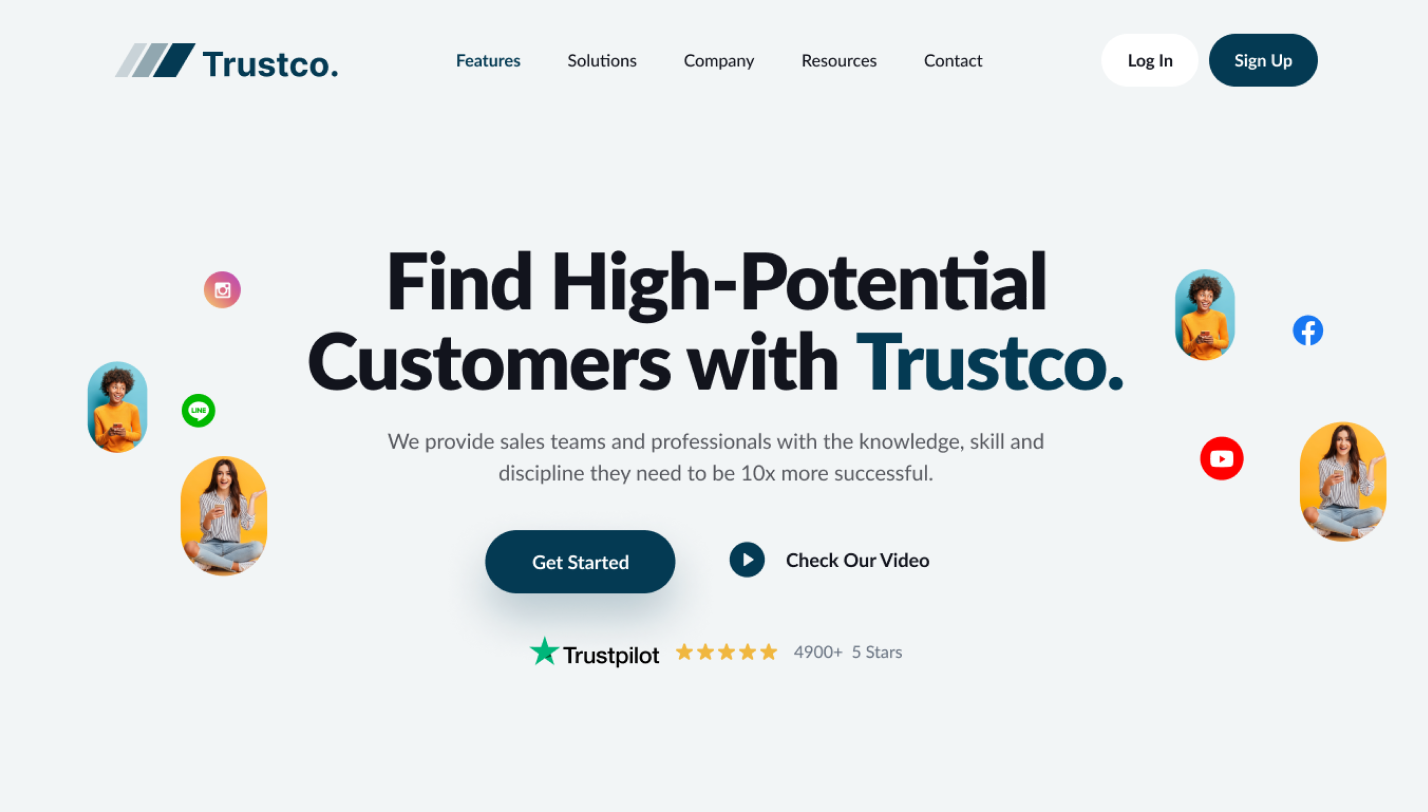 Trustco.
Features Solutions Company Resources Contact
Log In Sign Up
Find High-Potential
Customers with Trustco.
LINE
We provide sales teams and professionals with the knowledge, skill and
discipline they need to be 10x more successful.
Get Started Check Our Video
Trustpilot 4900+ 5 Stars